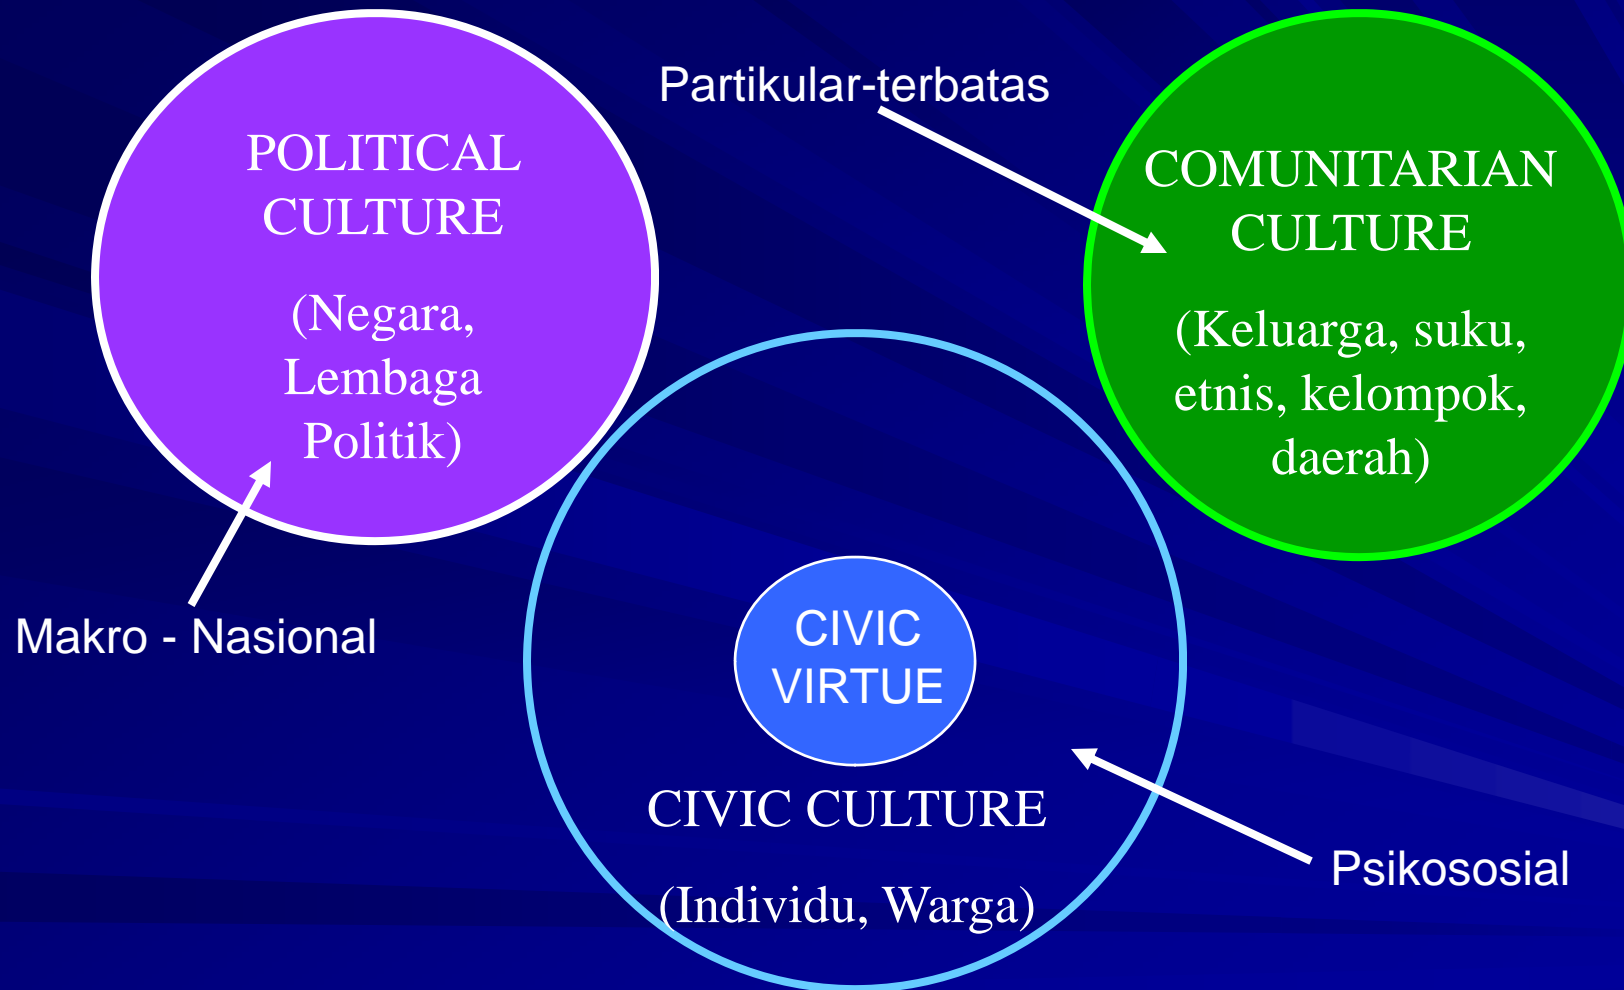 POLITICAL
CULTURE
(Negara,
Lembaga
Politik)
Makro - Nasional
Partikular-terbatas
COMUNITARIAN
CULTURE
(Keluarga, suku,
etnis, kelompok,
daerah)
CIVIC
VIRTUE
CIVIC CULTURE
(Individu, Warga)
Psikososial